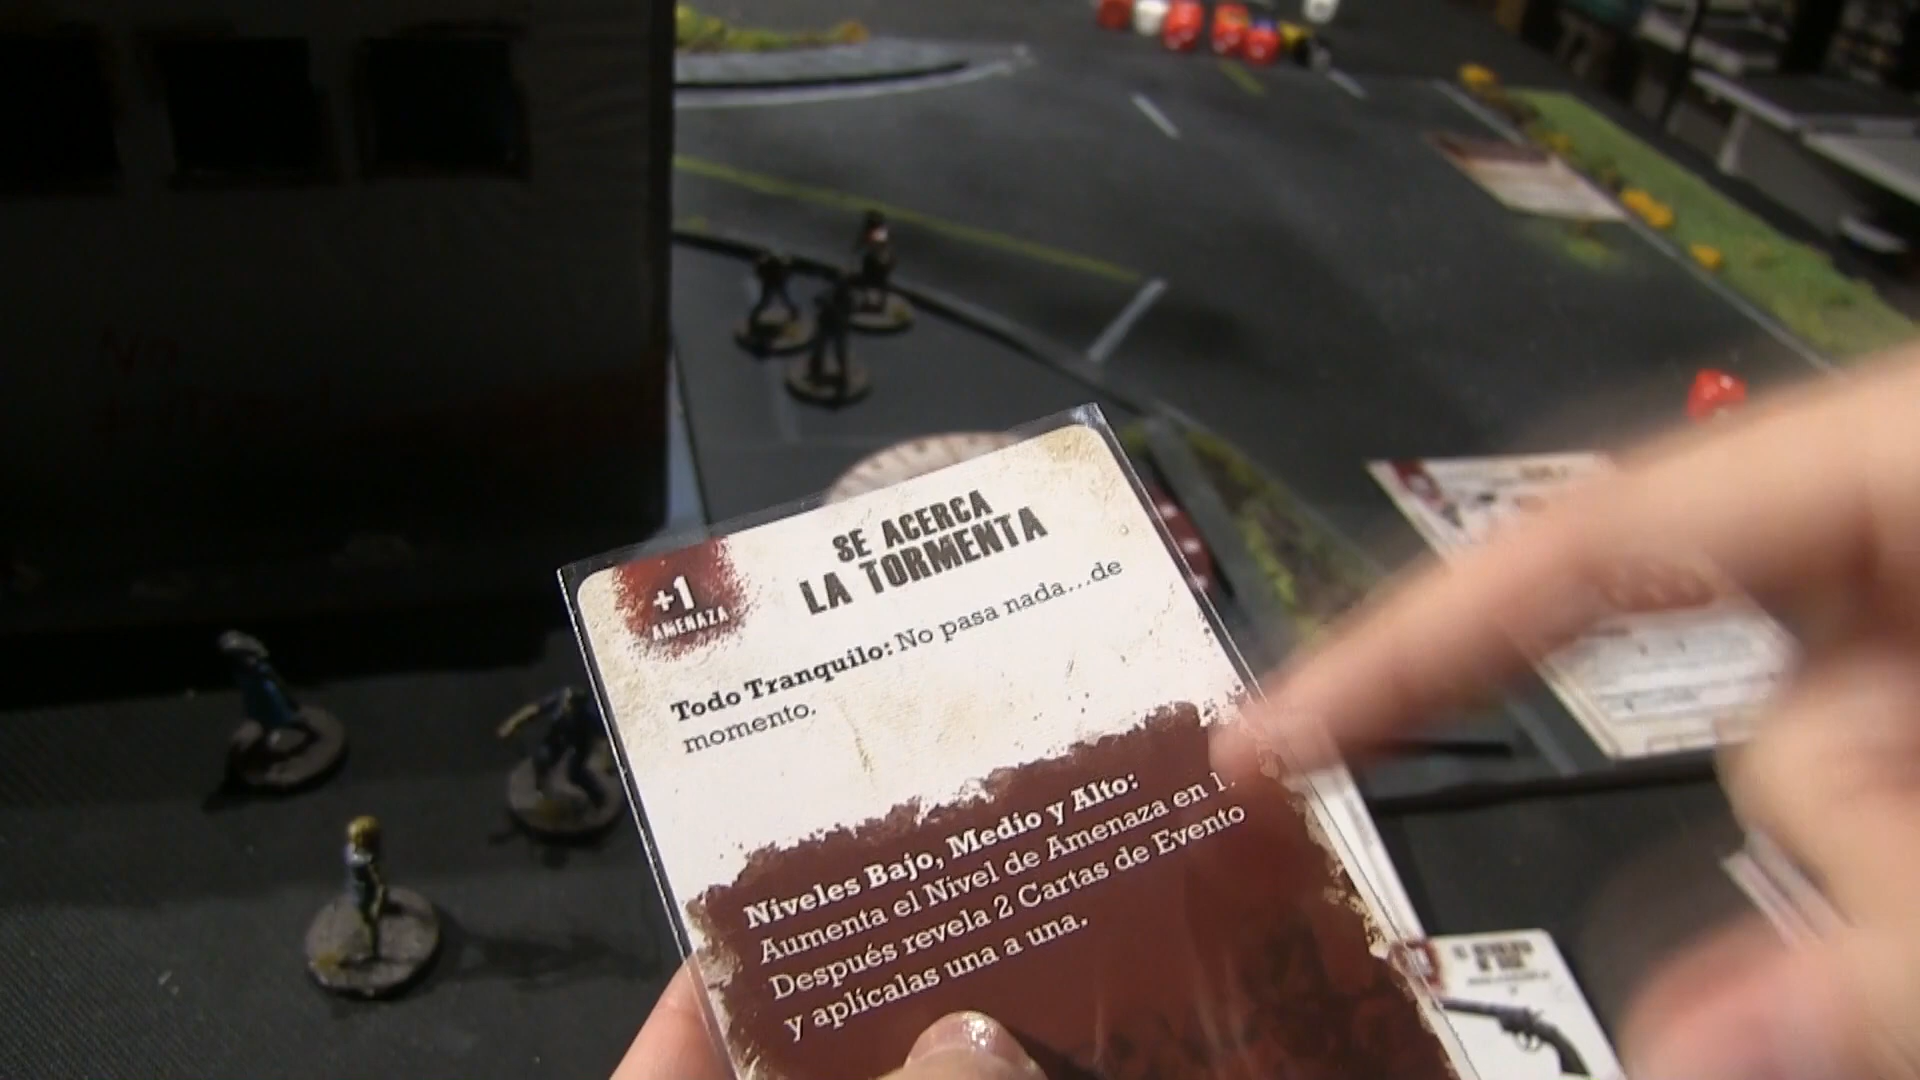 SE ACERCA
LA TORMENTA
+1
AMENAZA
Todo Tranquilo: No pasa nada...de
momento.
Niveles Bajo, Medio y Alto:
Aumenta el Nivel de Amenaza en 1.
Después revela 2 Cartas de Evento
y aplícalas una a una.